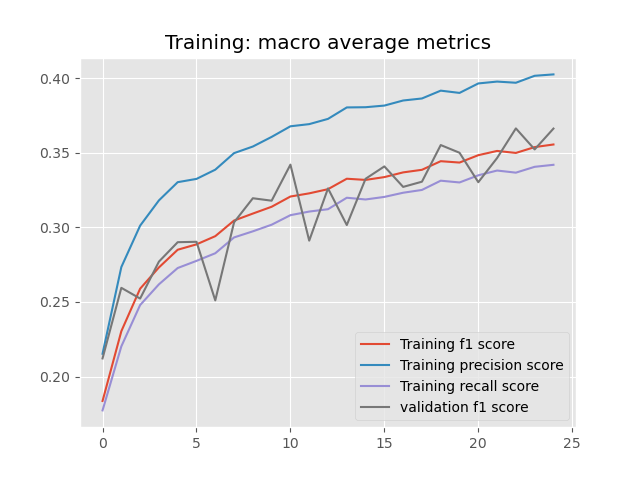 Training: macro average metrics
0.40
0.35
0.30
0.25
0.20
Training f1 score
Training precision score
Training recall score
validation f1 score
0 5 10 15 20 25